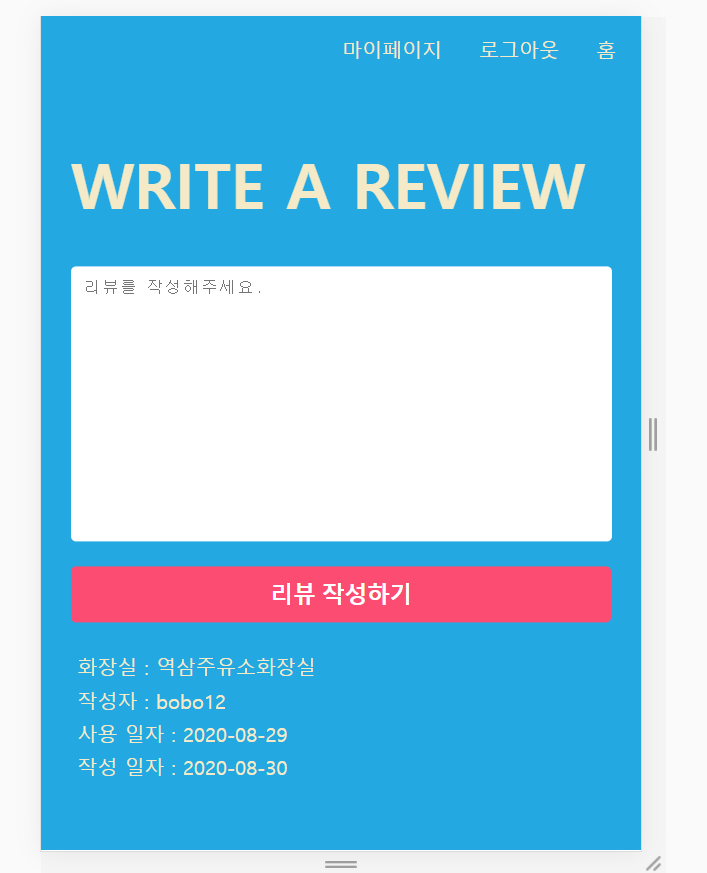 마이페이지 로그아웃 홈
WRITE A REVIEW
리뷰를 작성해주세요.
리뷰 작성하기
화장실 : 역삼주유소화장실
작성자 : bobo12
사용 일자 : 2020-08-29
작성 일자 : 2020-08-30